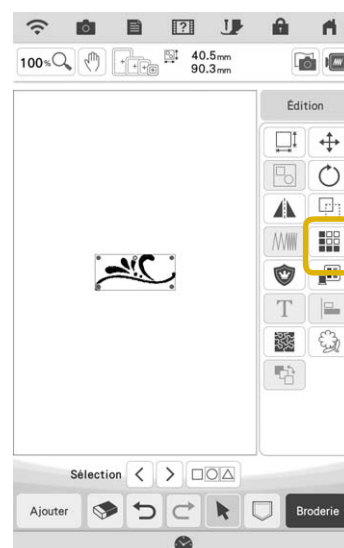 100%
40.5mm
90.3mm
Édition
T
Sélection
Ajouter
Broderie